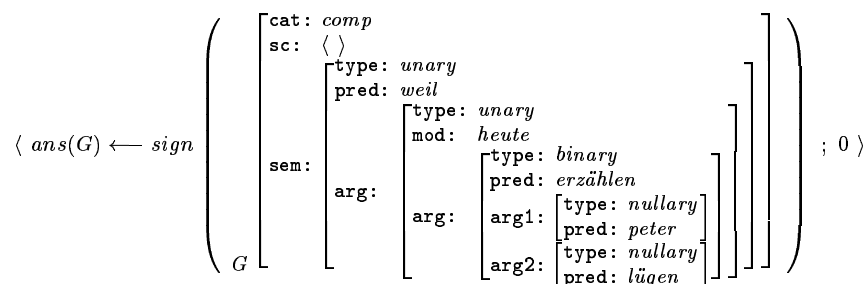 cat: comp
sc: ⟨ ⟩
type: unary
pred: weil
type: unary
mod: heute
⟨ ans(G) ⟵ sign ( ) ; 0 ⟩
type: binary
sem:
pred: erzählen
arg:
type: nullary
arg: arg1:
pred: peter
type: nullary
G
arg2:
pred: lügen